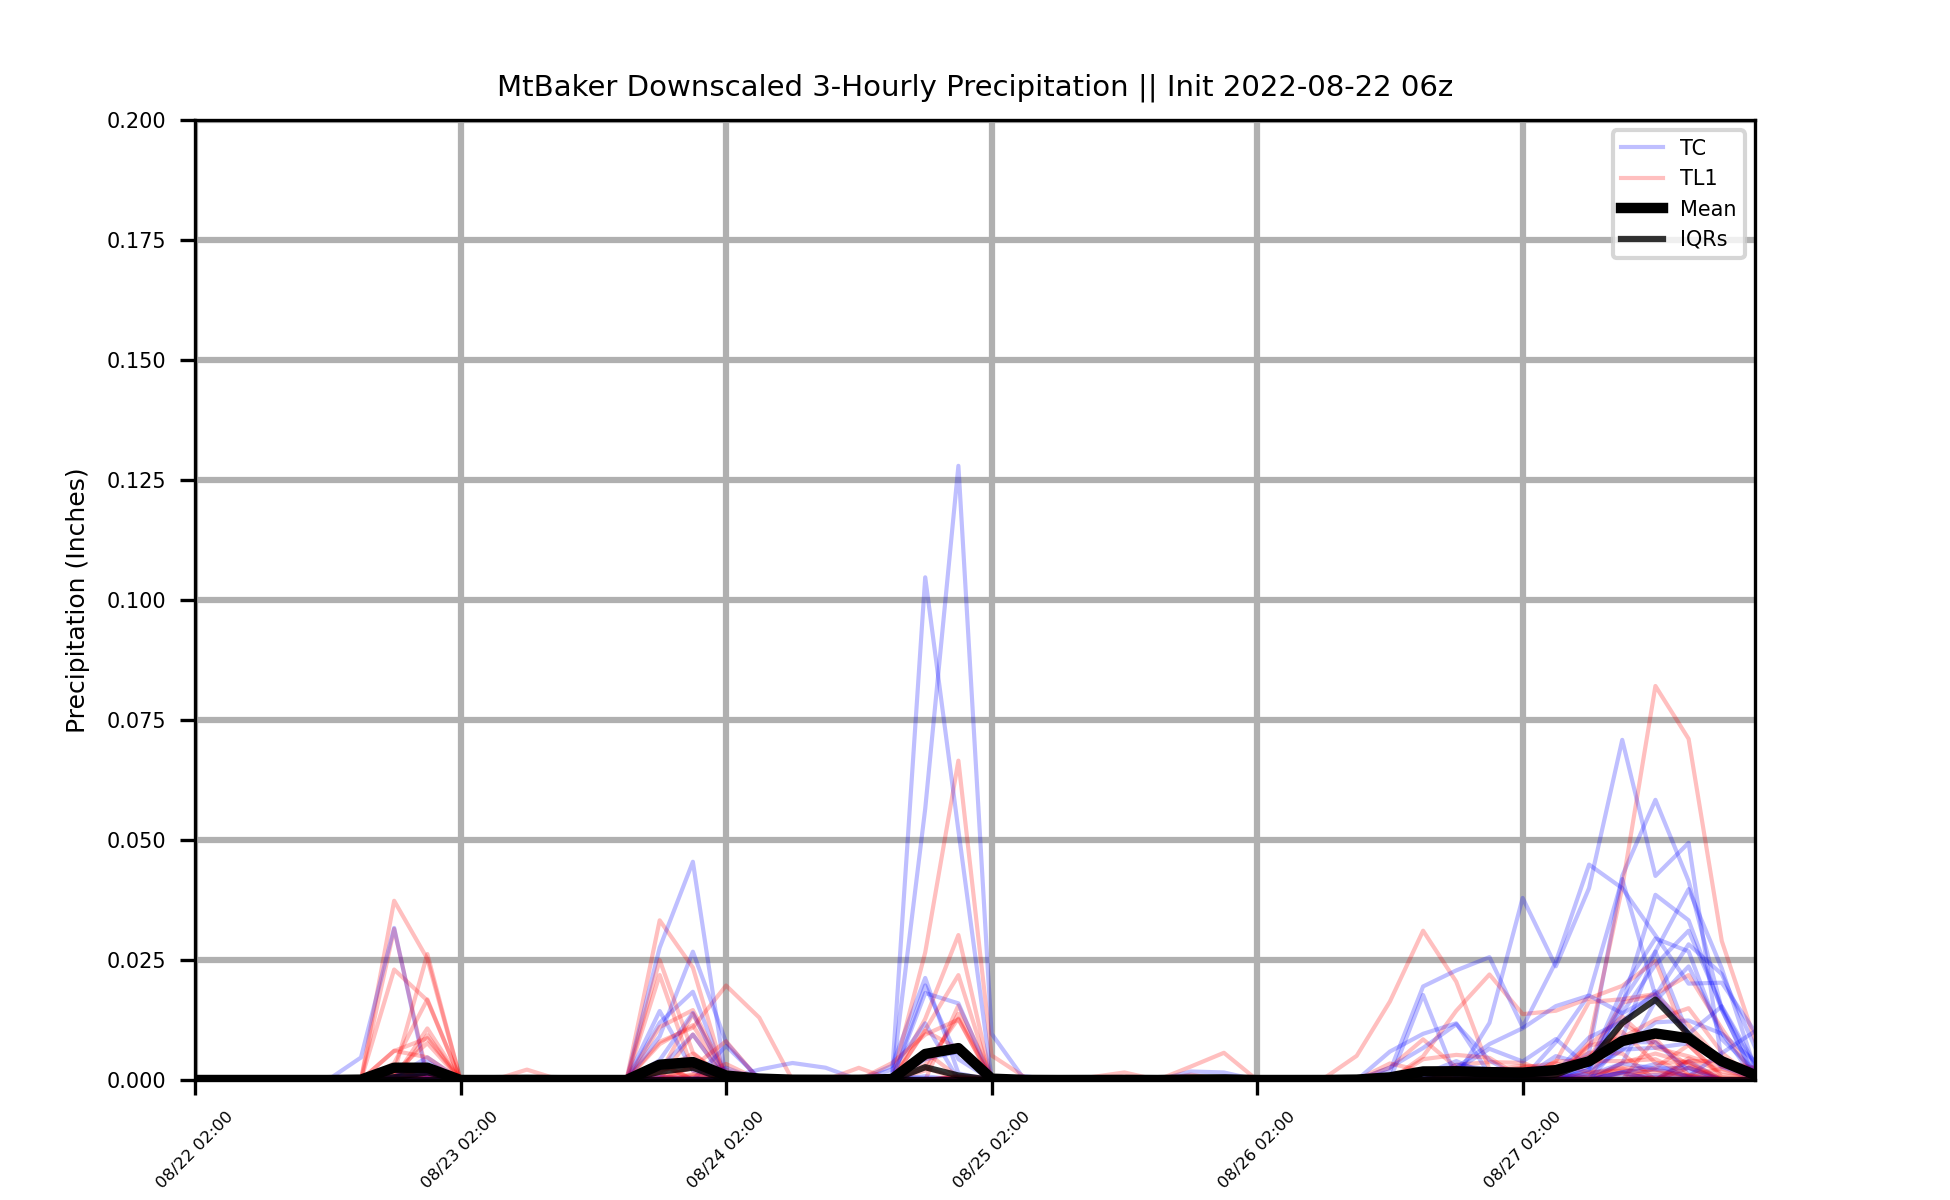 MtBaker Downscaled 3-Hourly Precipitation || Init 2022-08-22 06z
0.200
0.175
0.150
0.125
0.100
0.075
0.050
0.025
0.000
Precipitation (Inches)
TC
TL1
Mean
IQRs
08/22 02:00
08/23 02:00
08/24 02:00
08/25 02:00
08/26 02:00
08/27 02:00